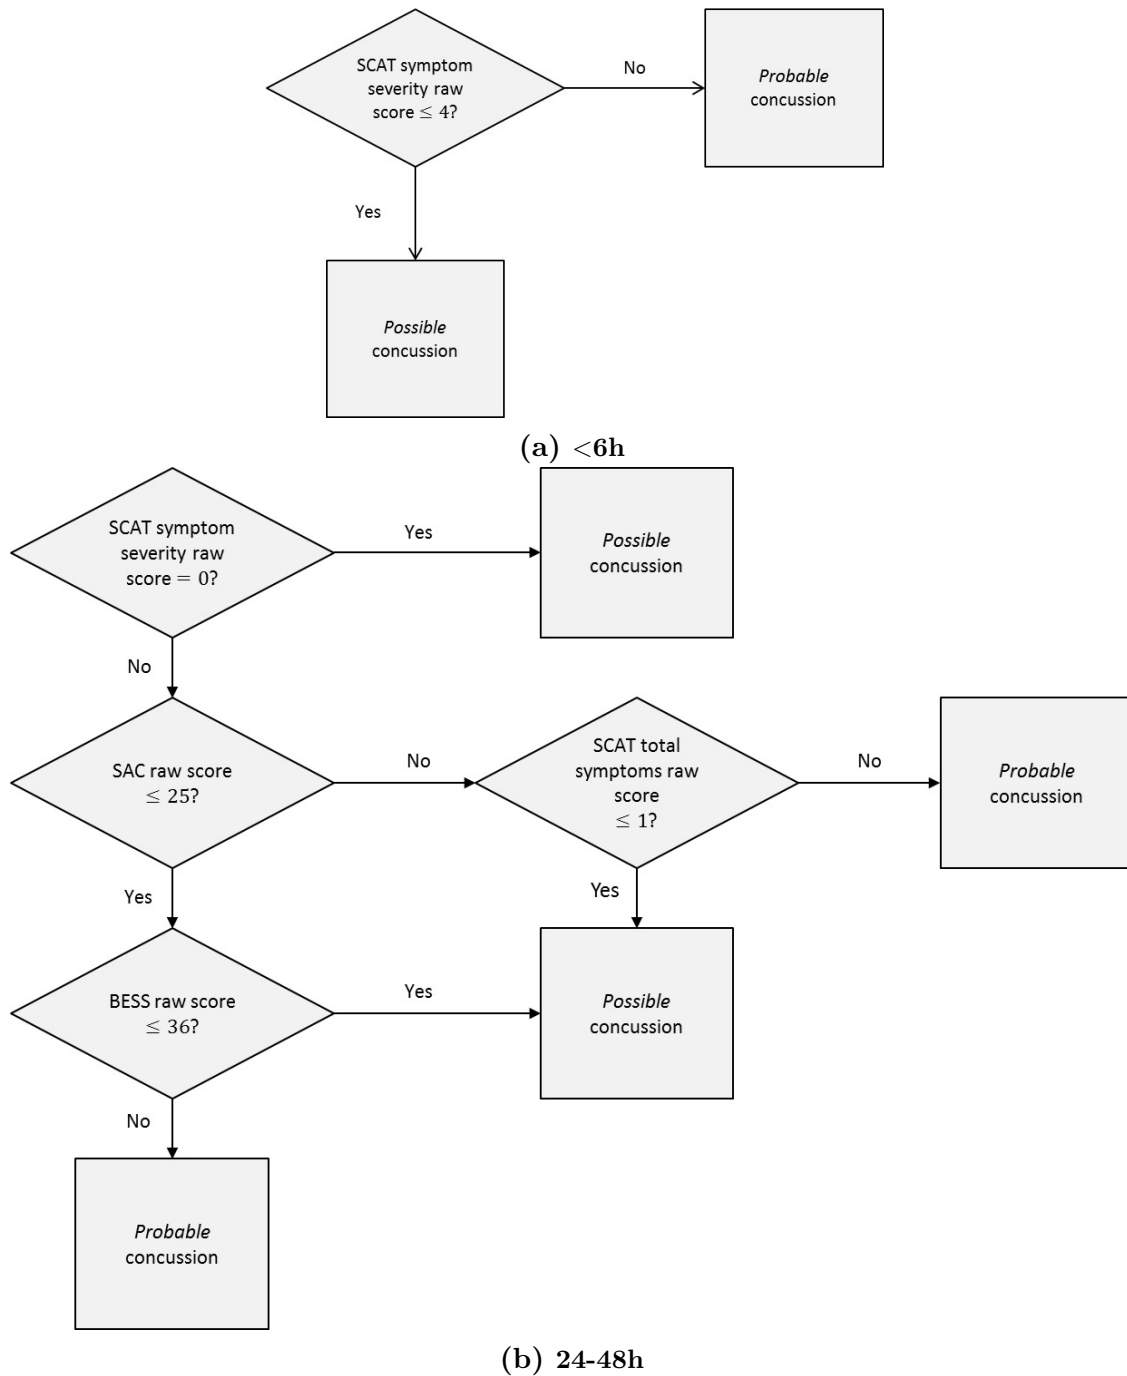 SCAT symptom
severity raw
score ≤ 4?
No
Probable
concussion
Yes
Possible
concussion
(a) <6h
SCAT symptom
severity raw
score = 0?
Yes
Possible
concussion
No
SAC raw score
≤ 25?
No
SCAT total
symptoms raw
score
≤ 1?
No
Probable
concussion
Yes
Yes
BESS raw score
≤ 36?
Yes
Possible
concussion
No
Probable
concussion
(b) 24-48h